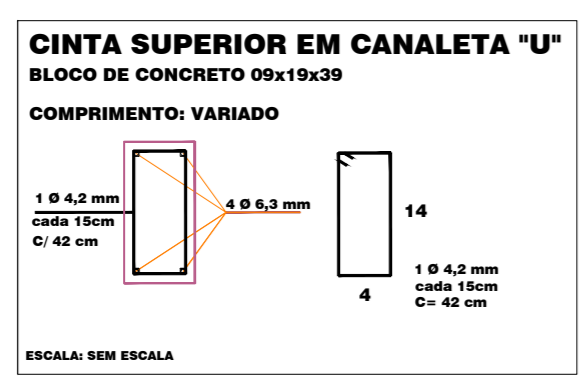 CINTA SUPERIOR EM CANALETA "U"
BLOCO DE CONCRETO 09x19x39
COMPRIMENTO: VARIADO
1 Ø 4,2 mm
cada 15cm
C/ 42 cm
4 Ø 6,3 mm
14
4
1 Ø 4,2 mm
cada 15cm
C= 42 cm
ESCALA: SEM ESCALA